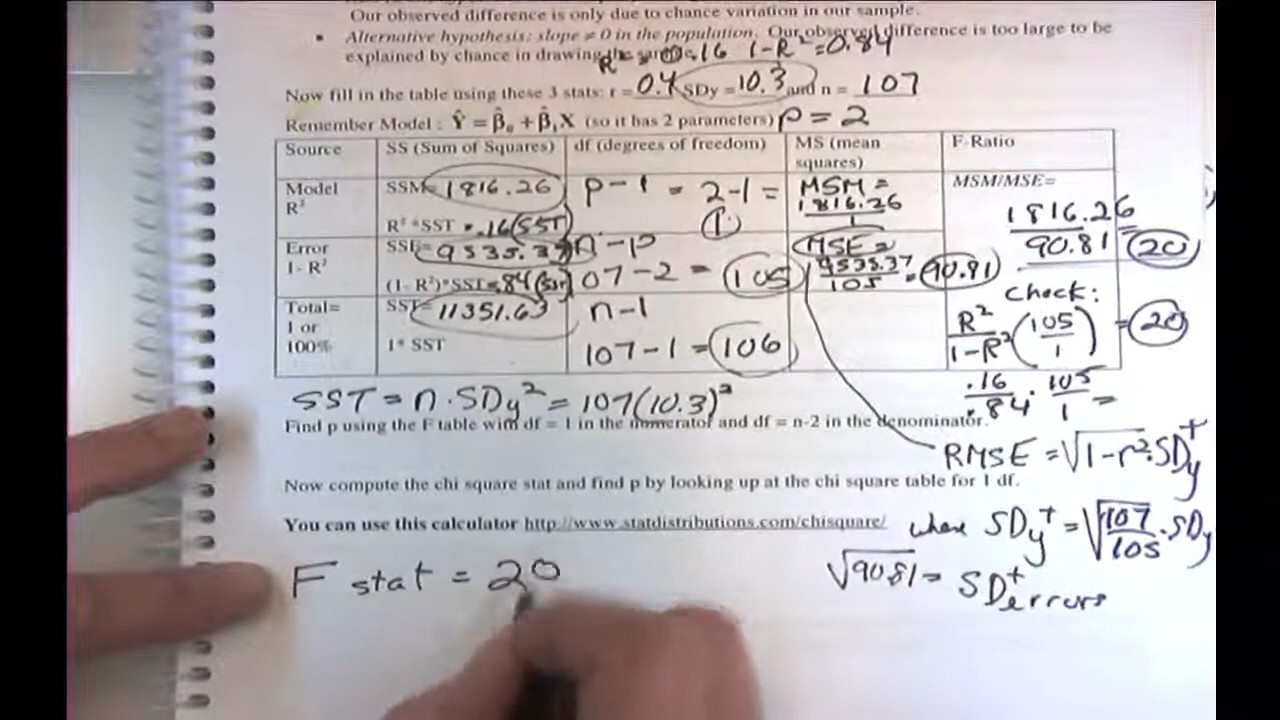 Our observed difference is only due to chance variation in our sample.
• Alternative hypothesis: slope ≠ 0 in the population. Our observed difference is too large to be
explained by chance in drawing the sample.
.16 1-R² = 0.84
Now fill in the table using these 3 stats: r = 0.4 SDy = 10.3 and n = 107
Remember Model : Ŷ = β̂₀ + β̂₁X (so it has 2 parameters) p = 2
Source SS (Sum of Squares) df (degrees of freedom) MS (mean squares) F-Ratio
Model R² SSM= 1816.26 p-1 = 2-1 = 1 MSM = 1816.26/1 MSM/MSE=
R² *SST = .16(SST) 1816.26/90.81 = 20
Error 1- R² SSE= 9535.37 n-p MSE =
(1- R²)*SST = .84(SST) 107-2 = 105 9535.37/105 = 90.81
check:
Total= 1 or 100% SST= 11351.63 n-1 R²/1-R² (105/1) = 20
1* SST 107-1 = 106
.16/.84 · 105/1 =
SST = n·SDy² = 107(10.3)²
Find p using the F table with df = 1 in the numerator and df = n-2 in the denominator.
RMSE = √1-r² · SDy⁺
Now compute the chi square stat and find p by looking up at the chi square table for 1 df.
You can use this calculator http://www.statdistributions.com/chisquare/
where SDy⁺ = √107/105 · SDy
√90.81 = SD⁺errors
F stat = 20